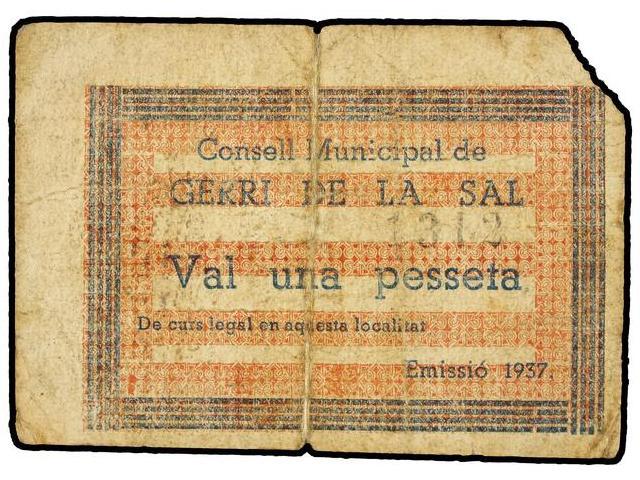 Consell Municipal de
GERRI DE LA SAL
1312
Val una pesseta
De curs legal en aquesta localitat
Emissió 1937.